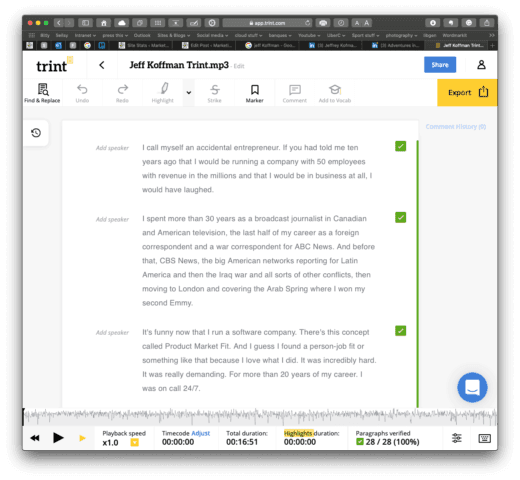 app.trint.com
Billy Sellsy Intranet press this Outlook Sites & Blogs Social media cloud stuff banques Youtube UberC Sport stuff photography slogan Wordmark
Site Stats ‹ Market... Edit Print ‹ Market... Jeff Koffman - Goo... (3) Jeffrey Kofma... (3) Adventures in... Jeff Koffman Trint...
trint
Jeff Koffman Trint.mp3 - Edit
Share
Find & Replace Undo Redo Highlight Strike Marker Comment Add to Vocab
Export
Comment History (0)
Add speaker
I call myself an accidental entrepreneur. If you had told me ten
years ago that I would be running a company with 50 employees
with revenue in the millions and that I would be in business at all, I
would have laughed.
Add speaker
I spent more than 30 years as a broadcast journalist in Canadian
and American television, the last half of my career as a foreign
correspondent and a war correspondent for ABC News. And before
that, CBS News, the big American networks reporting for Latin
America and then the Iraq war and all sorts of other conflicts, then
moving to London and covering the Arab Spring where I won my
second Emmy.
Add speaker
It's funny now that I run a software company. There's this concept
called Product Market Fit. And I guess I found a person-job fit or
something like that because I love what I did. It was incredibly hard.
It was really demanding. For more than 20 years of my career. I
was on call 24/7.
Playback speed Timecode Adjust Total duration: Highlights duration: Paragraphs verified
x1.0 00:00:00 00:16:51 00:00:00 28 / 28 (100%)